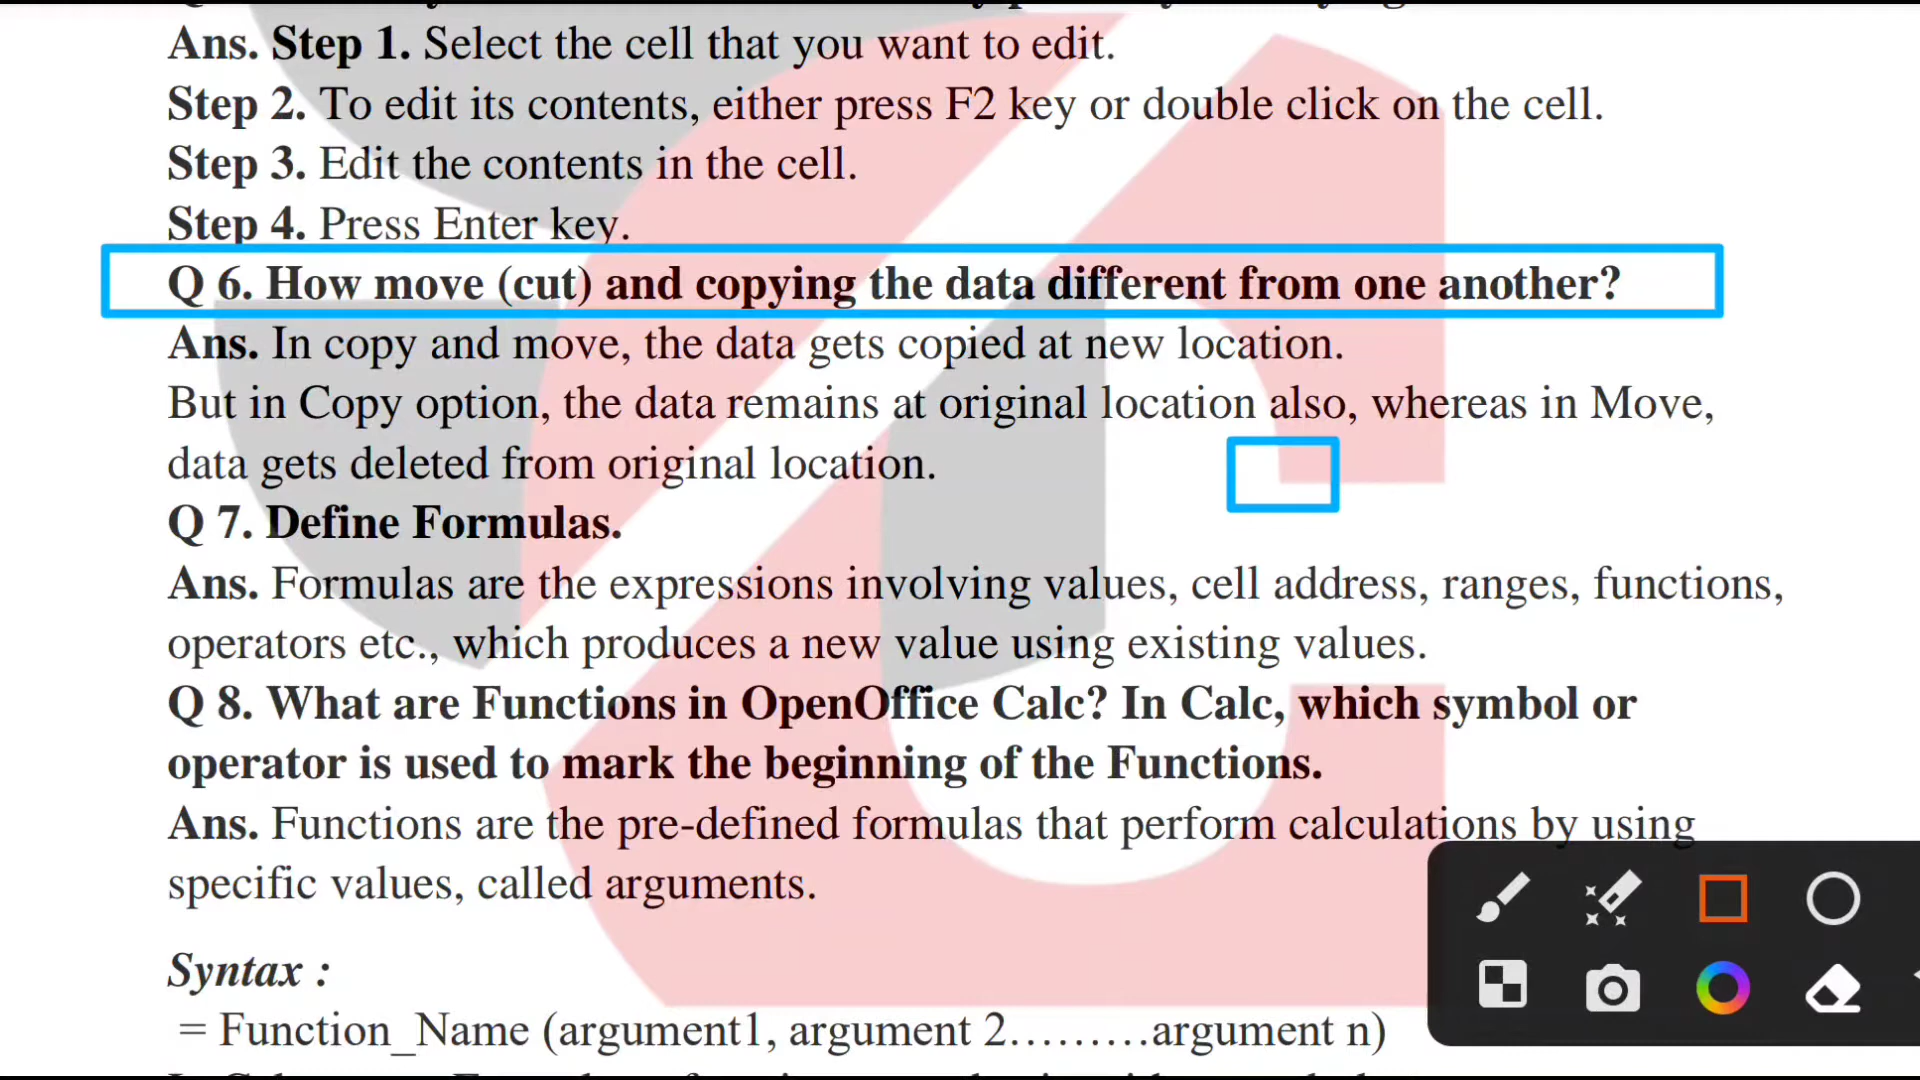 Ans. Step 1. Select the cell that you want to edit.
Step 2. To edit its contents, either press F2 key or double click on the cell.
Step 3. Edit the contents in the cell.
Step 4. Press Enter key.
Q 6. How move (cut) and copying the data different from one another?
Ans. In copy and move, the data gets copied at new location.
But in Copy option, the data remains at original location also, whereas in Move,
data gets deleted from original location.
Q 7. Define Formulas.
Ans. Formulas are the expressions involving values, cell address, ranges, functions,
operators etc., which produces a new value using existing values.
Q 8. What are Functions in OpenOffice Calc? In Calc, which symbol or
operator is used to mark the beginning of the Functions.
Ans. Functions are the pre-defined formulas that perform calculations by using
specific values, called arguments.
Syntax :
= Function_Name (argument1, argument 2.........argument n)